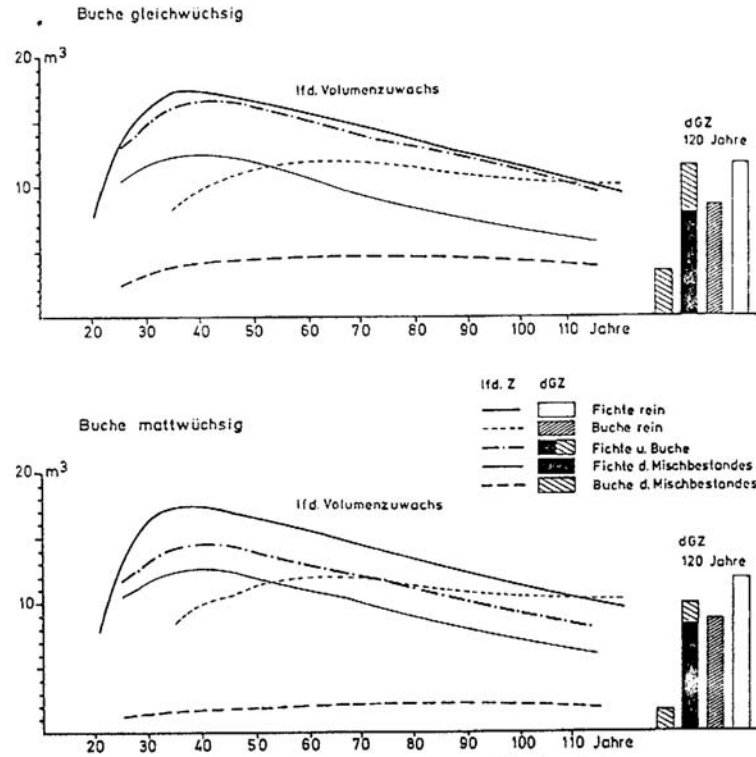 Buche gleichwüchsig
20 m³
lfd. Volumenzuwachs
dGZ
120 Jahre
10
20 30 40 50 60 70 80 90 100 110 Jahre
lfd. Z dGZ
Fichte rein
Buche rein
Fichte u. Buche
Fichte d. Mischbestandes
Buche d. Mischbestandes
Buche mattwüchsig
20 m³
lfd. Volumenzuwachs
dGZ
120 Jahre
10
20 30 40 50 60 70 80 90 100 110 Jahre